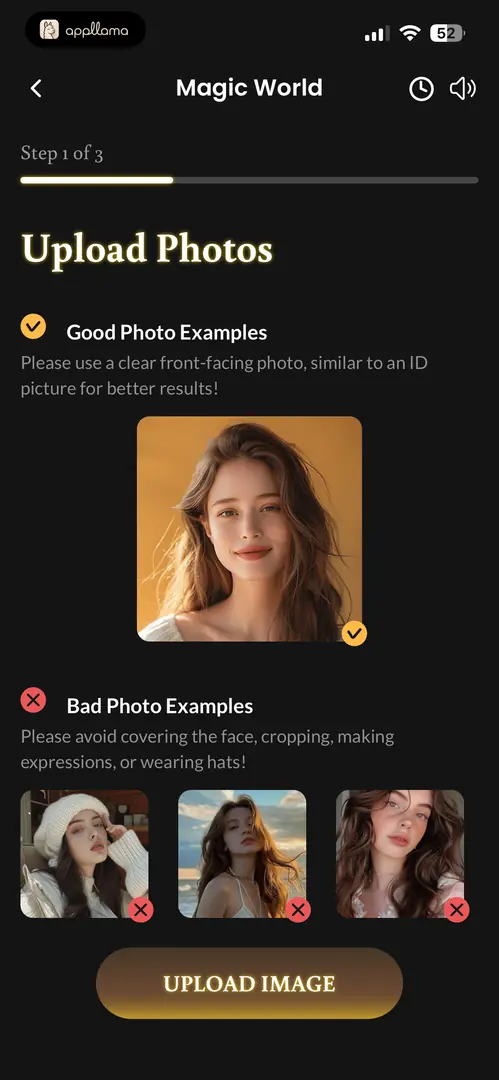 appllama
52
Magic World
Step 1 of 3
Upload Photos
Good Photo Examples
Please use a clear front-facing photo, similar to an ID
picture for better results!
Bad Photo Examples
Please avoid covering the face, cropping, making
expressions, or wearing hats!
UPLOAD IMAGE